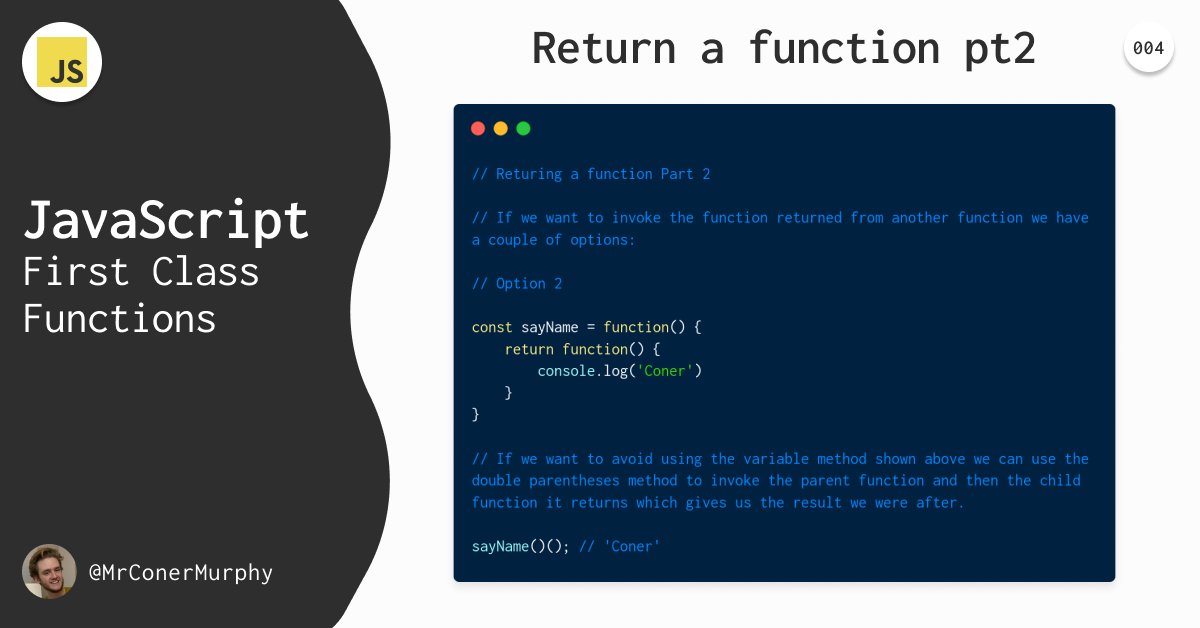 JS
JavaScript
First Class
Functions
@MrConerMurphy
Return a function pt2
004
// Returing a function Part 2
// If we want to invoke the function returned from another function we have
a couple of options:
// Option 2
const sayName = function() {
    return function() {
        console.log('Coner')
    }
}
// If we want to avoid using the variable method shown above we can use the
double parentheses method to invoke the parent function and then the child
function it returns which gives us the result we were after.
sayName()(); // 'Coner'